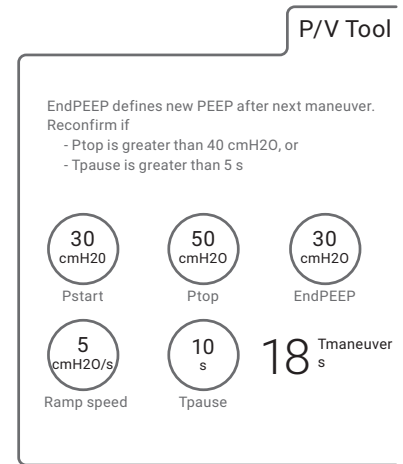 P/V Tool
EndPEEP defines new PEEP after next maneuver.
Reconfirm if
- Ptop is greater than 40 cmH2O, or
- Tpause is greater than 5 s
30
cmH20
Pstart
50
cmH2O
Ptop
30
cmH2O
EndPEEP
5
cmH2O/s
Ramp speed
10
s
Tpause
18 Tmaneuver
s